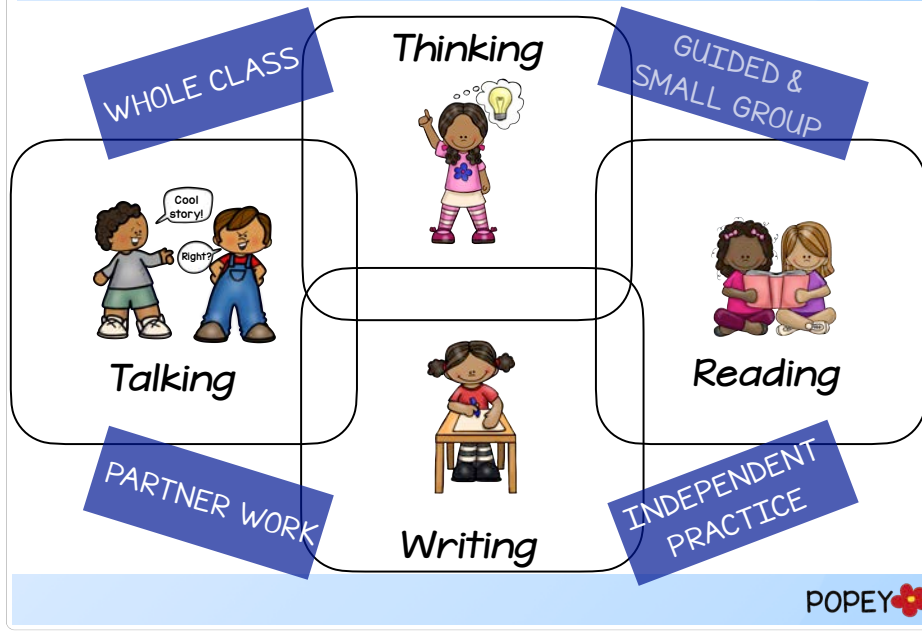 WHOLE CLASS
Thinking
GUIDED &
SMALL GROUP
Cool
story!
Right?
Talking
Reading
PARTNER WORK
Writing
INDEPENDENT
PRACTICE
POPEY